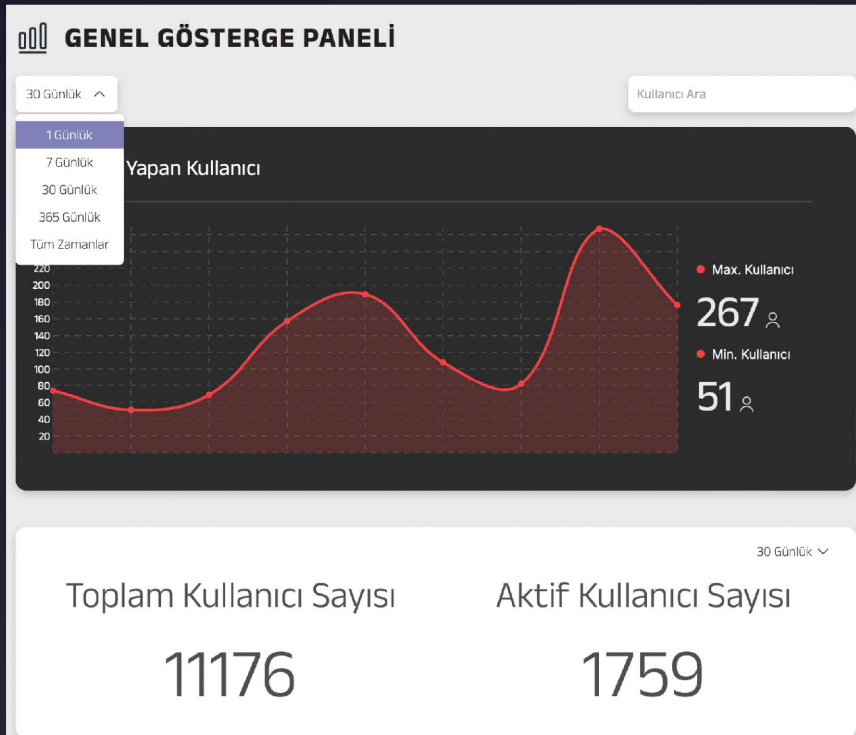 GENEL GÖSTERGE PANELİ
30 Günlük
Kullanıcı Ara
1 Günlük
7 Günlük
30 Günlük
365 Günlük
Tüm Zamanlar
Yapan Kullanıcı
220
200
180
160
140
120
100
80
60
40
20
Max. Kullanıcı
267
Min. Kullanıcı
51
30 Günlük
Toplam Kullanıcı Sayısı
Aktif Kullanıcı Sayısı
11176
1759